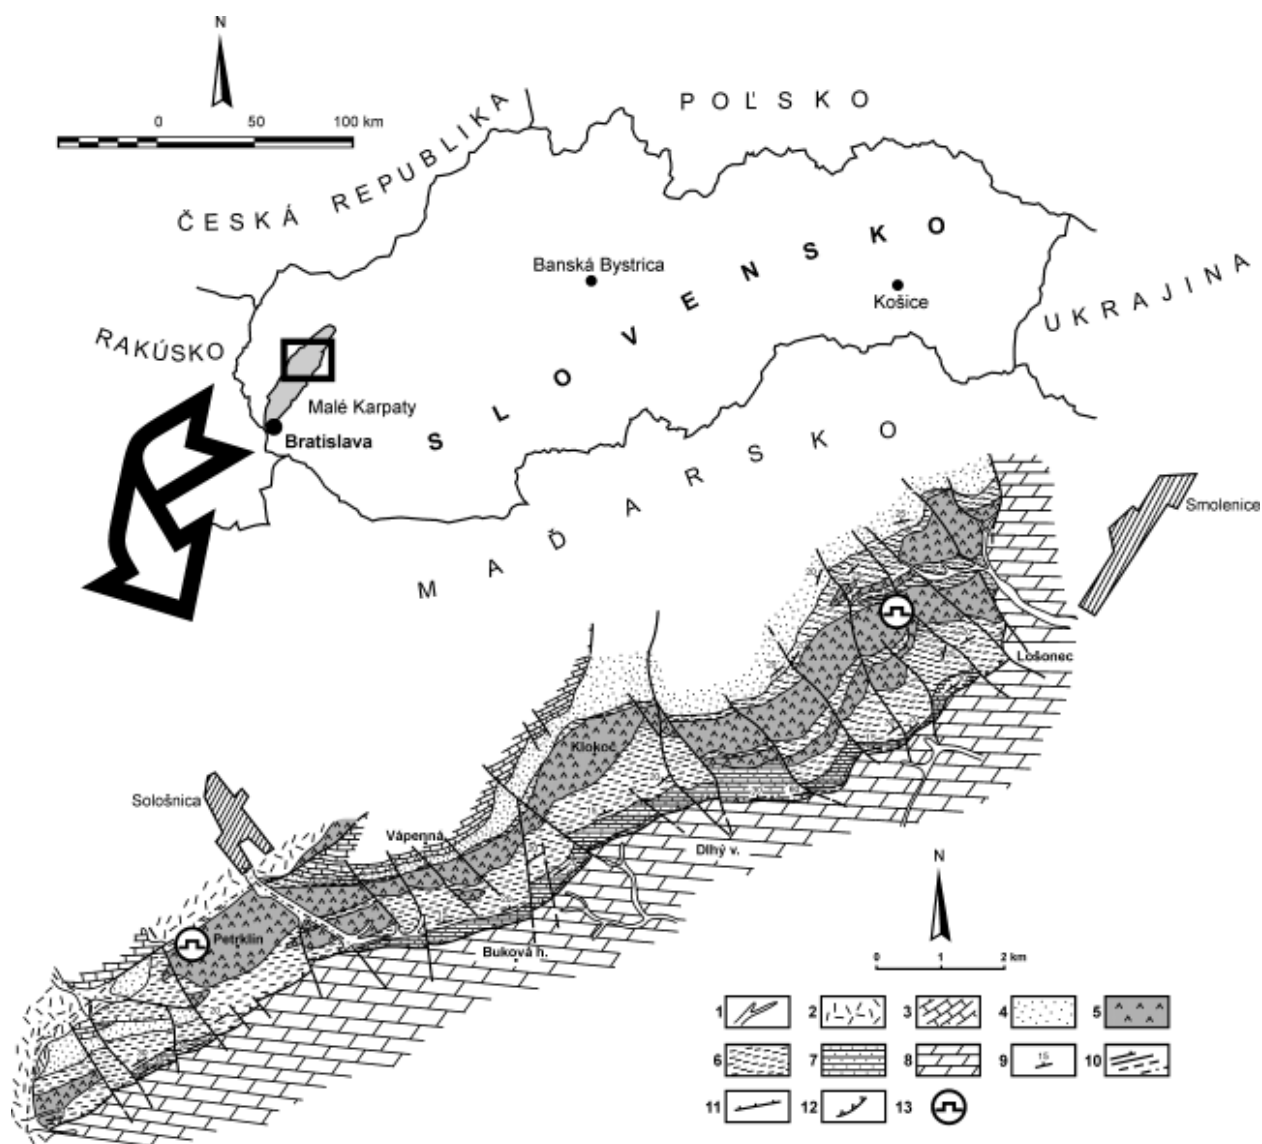 N
0 50 100 km
POĽSKO
ČESKÁ REPUBLIKA
SLOVENSKO
Banská Bystrica
Košice
UKRAJINA
RAKÚSKO
Malé Karpaty
Bratislava
MAĎARSKO
Smolenice
Lošonec
Klokoč
Sološnica
Vápenná
Dlhý v.
Petrklín
Buková h.
N
0 1 2 km
1 2 3 4 5
6 7 8 9 15 10
11 12 13